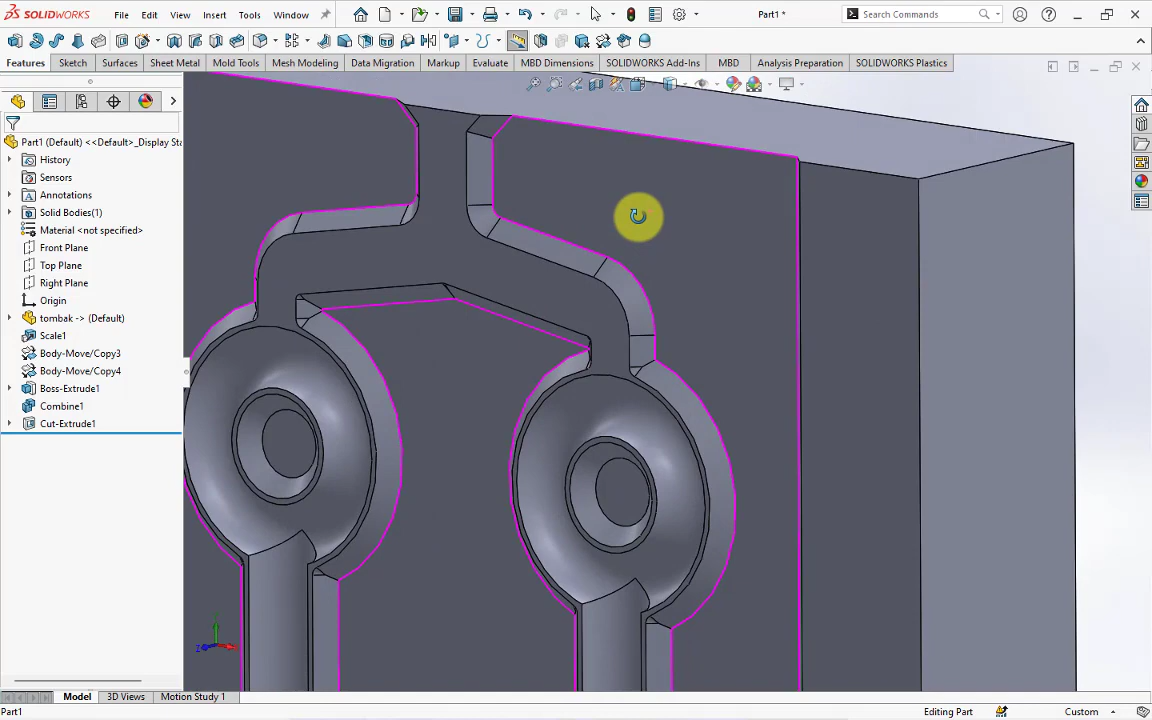 SOLIDWORKS File Edit View Insert Tools Window Part1 * Search Commands
Features Sketch Surfaces Sheet Metal Mold Tools Mesh Modeling Data Migration Markup Evaluate MBD Dimensions SOLIDWORKS Add-Ins MBD Analysis Preparation SOLIDWORKS Plastics
Part1 (Default) <<Default>_Display Sta
History
Sensors
Annotations
Solid Bodies(1)
Material <not specified>
Front Plane
Top Plane
Right Plane
Origin
tombak -> (Default)
Scale1
Body-Move/Copy3
Body-Move/Copy4
Boss-Extrude1
Combine1
Cut-Extrude1
Z
Model 3D Views Motion Study 1
Part1 Editing Part Custom